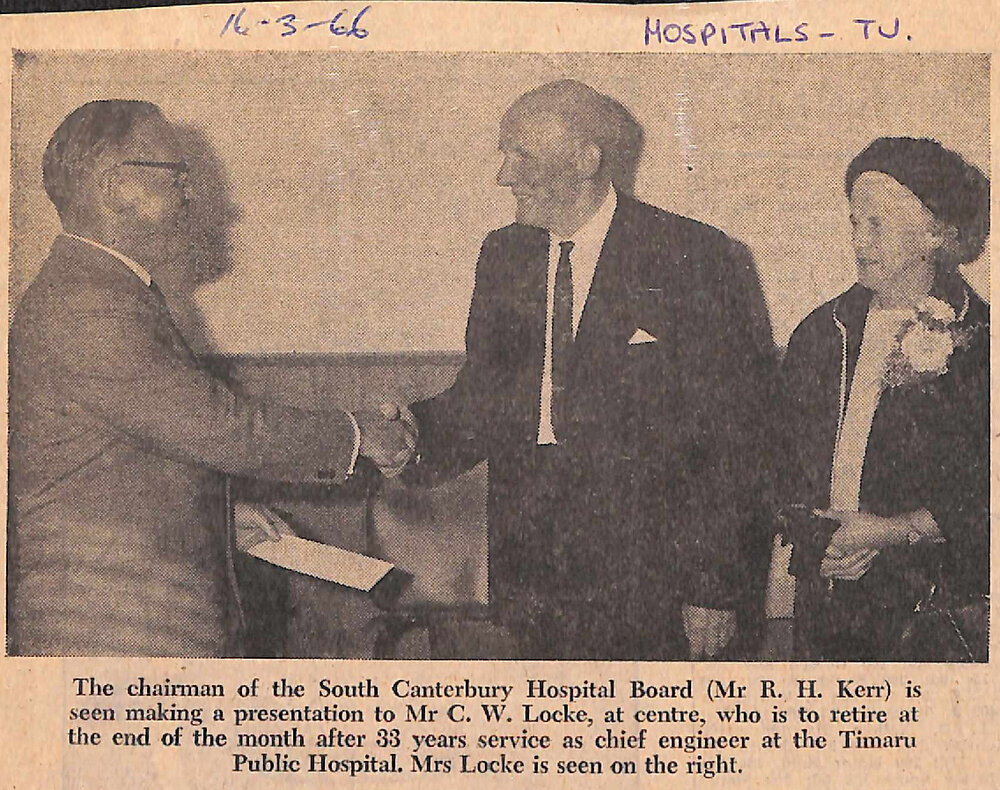 16-3-66
HOSPITALS - TU.
The chairman of the South Canterbury Hospital Board (Mr R. H. Kerr) is
seen making a presentation to Mr C. W. Locke, at centre, who is to retire at
the end of the month after 33 years service as chief engineer at the Timaru
Public Hospital. Mrs Locke is seen on the right.